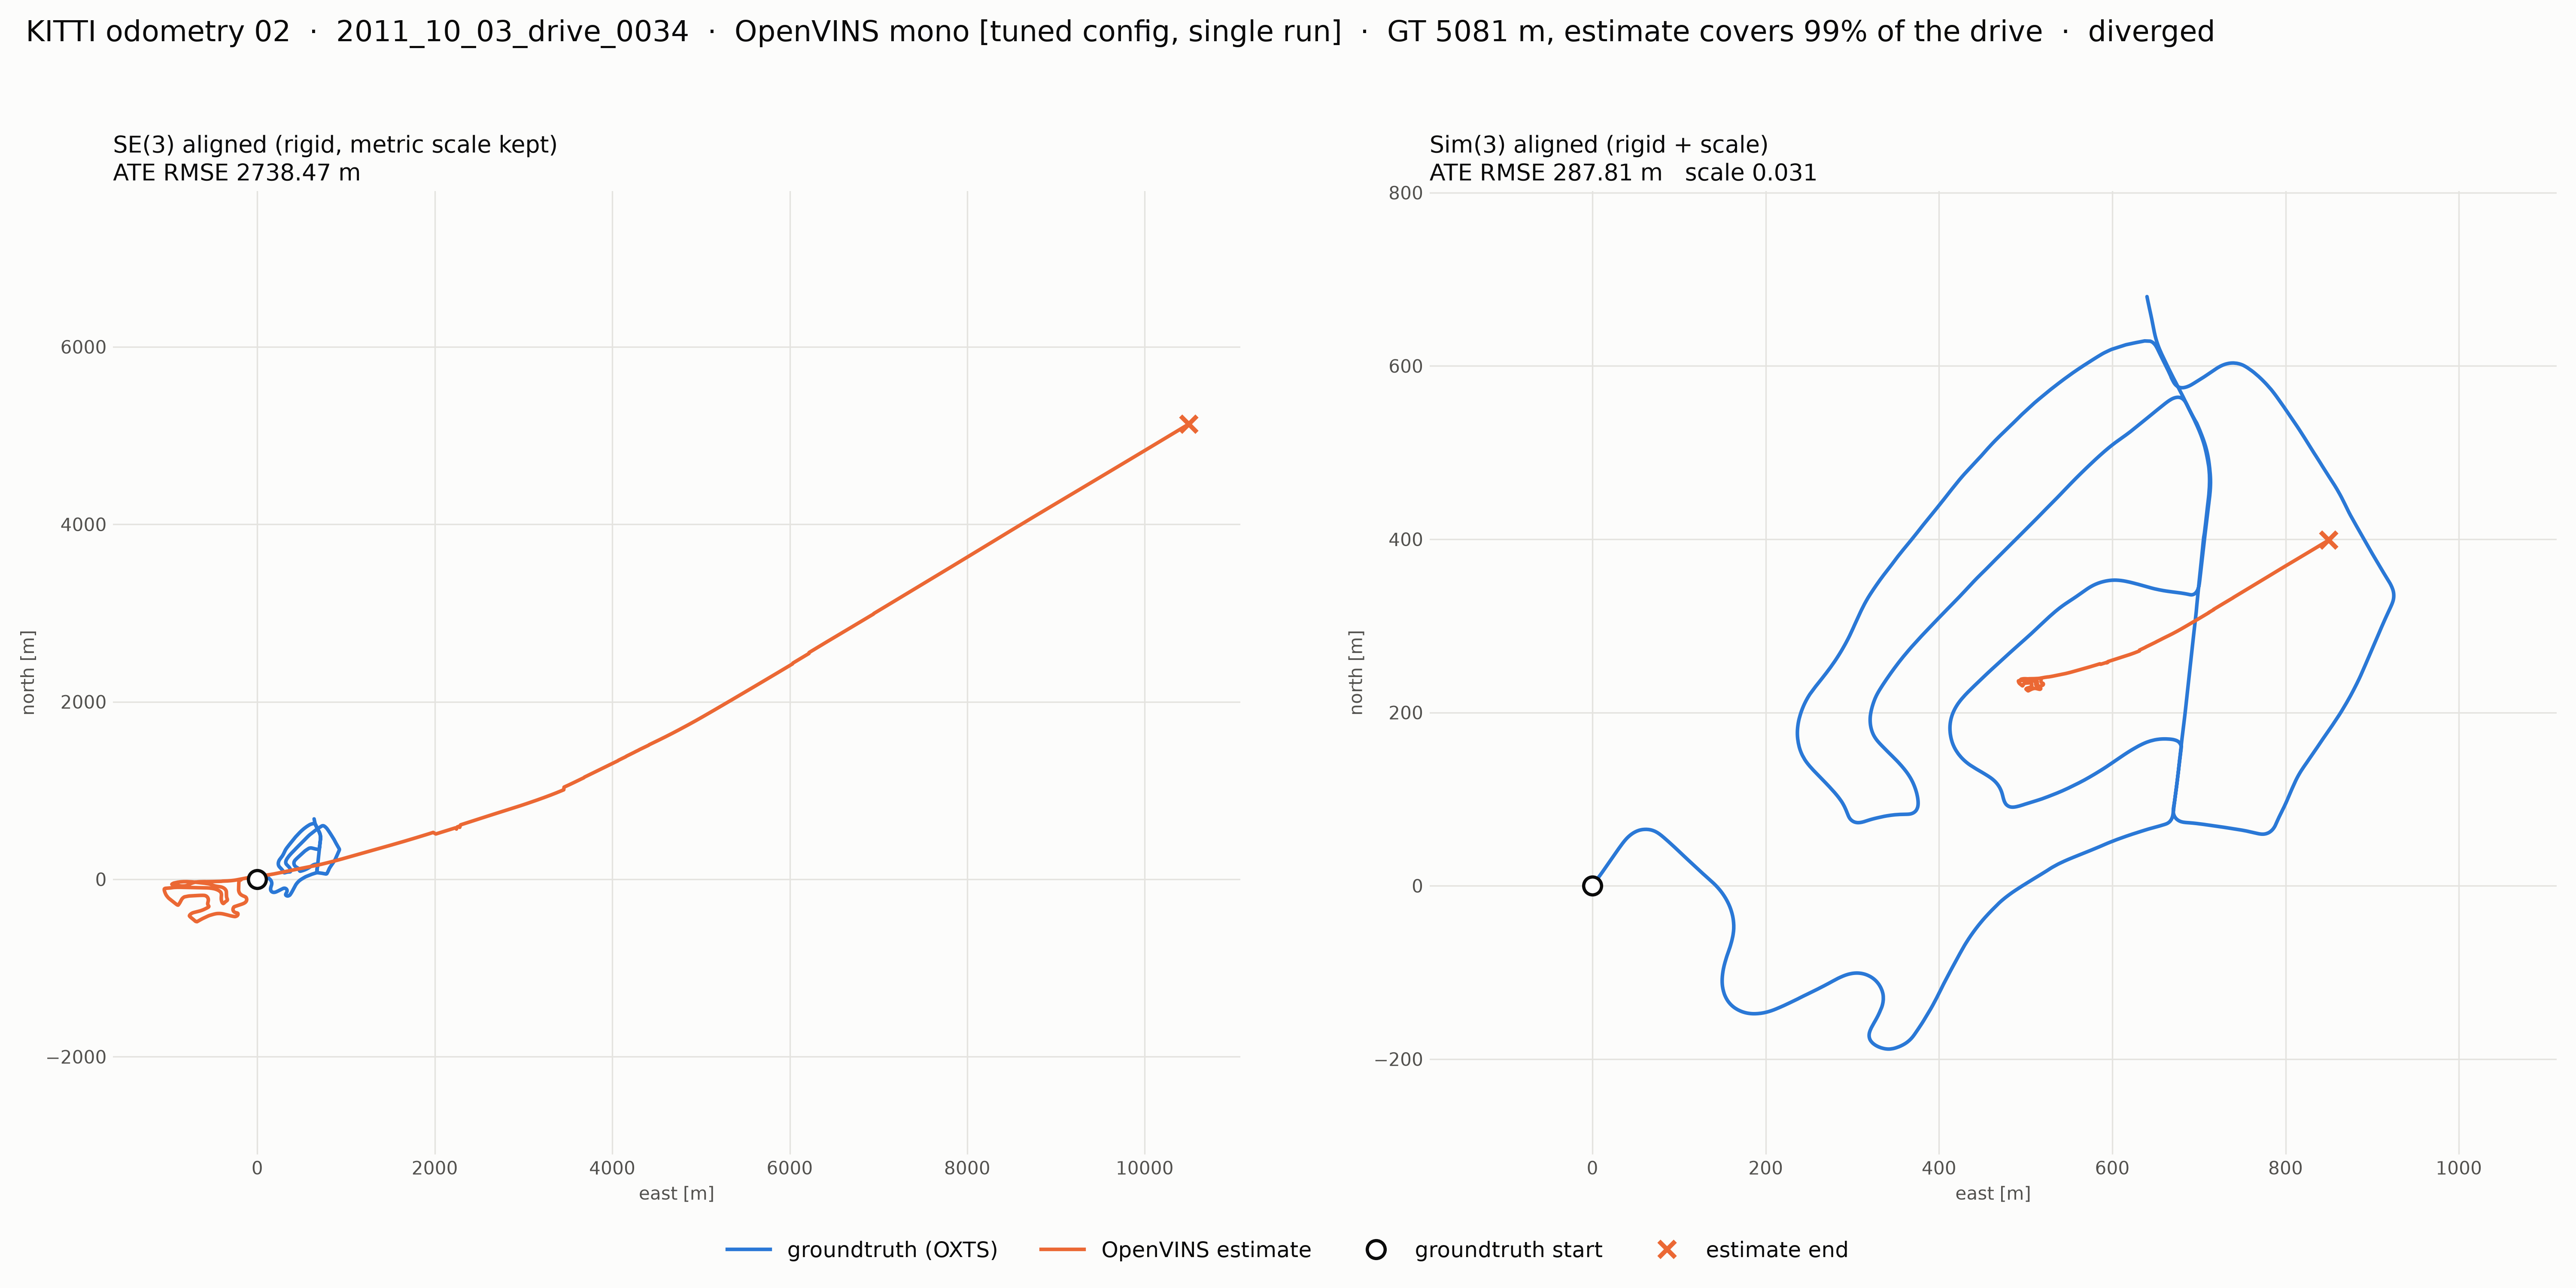 KITTI odometry 02 · 2011_10_03_drive_0034 · OpenVINS mono [tuned config, single run] · GT 5081 m, estimate covers 99% of the drive · diverged
SE(3) aligned (rigid, metric scale kept)
ATE RMSE 2738.47 m
6000
4000
2000
0
−2000
north [m]
0 2000 4000 6000 8000 10000
east [m]
Sim(3) aligned (rigid + scale)
ATE RMSE 287.81 m scale 0.031
800
600
400
200
0
−200
north [m]
0 200 400 600 800 1000
east [m]
groundtruth (OXTS) OpenVINS estimate groundtruth start estimate end